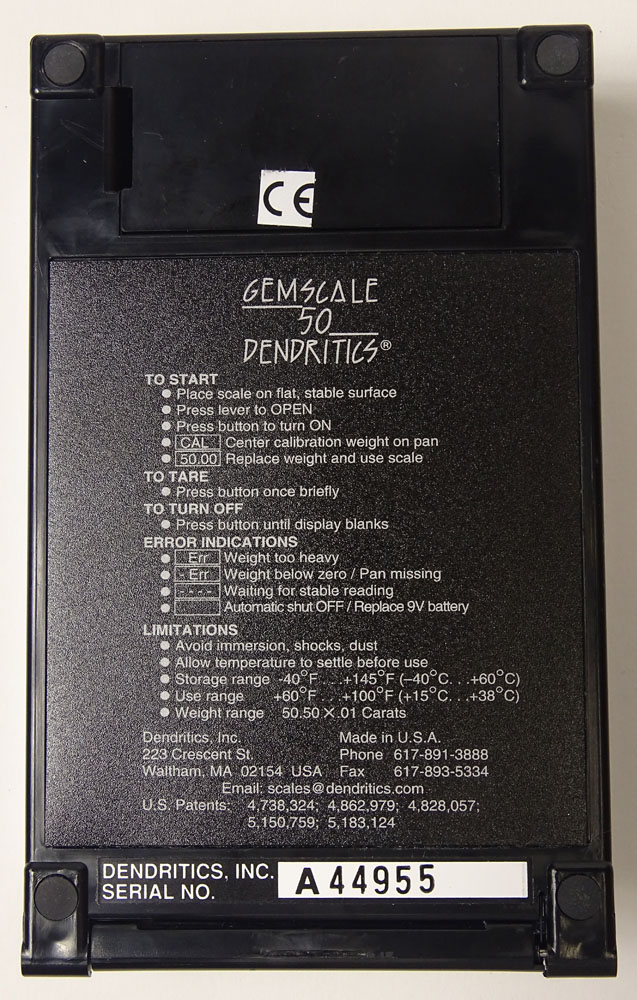 CE
GEMSCALE
50
DENDRITICS®
TO START
● Place scale on flat, stable surface
● Press lever to OPEN
● Press button to turn ON
● CAL Center calibration weight on pan
● 50.00 Replace weight and use scale
TO TARE
● Press button once briefly
TO TURN OFF
● Press button until display blanks
ERROR INDICATIONS
● Err Weight too heavy
● - Err Weight below zero / Pan missing
● - - - - Waiting for stable reading
● Automatic shut OFF / Replace 9V battery
LIMITATIONS
● Avoid immersion, shocks, dust
● Allow temperature to settle before use
● Storage range -40°F . . .+145°F (–40°C. . .+60°C)
● Use range +60°F . . .+100°F (+15°C. . .+38°C)
● Weight range 50.50 ✕ .01 Carats
Dendritics, Inc. Made in U.S.A.
223 Crescent St. Phone 617-891-3888
Waltham, MA 02154 USA Fax 617-893-5334
Email: scales@dendritics.com
U.S. Patents: 4,738,324; 4,862,979; 4,828,057;
5,150,759; 5,183,124
DENDRITICS, INC.
SERIAL NO. A 44955